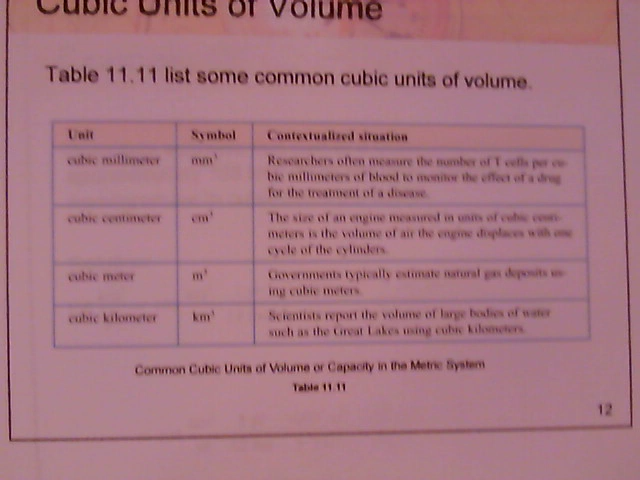 Cubic Units of Volume
Table 11.11 list some common cubic units of volume.
Unit Symbol Contextualized situation
cubic millimeter mm³ Researchers often measure the number of T cells per cu-
bic millimeters of blood to monitor the effect of a drug
for the treatment of a disease.
cubic centimeter cm³ The size of an engine measured in units of cubic centi-
meters is the volume of air the engine displaces with one
cycle of the cylinders.
cubic meter m³ Governments typically estimate natural gas deposits us-
ing cubic meters.
cubic kilometer km³ Scientists report the volume of large bodies of water
such as the Great Lakes using cubic kilometers.
Common Cubic Units of Volume or Capacity in the Metric System
Table 11.11
12